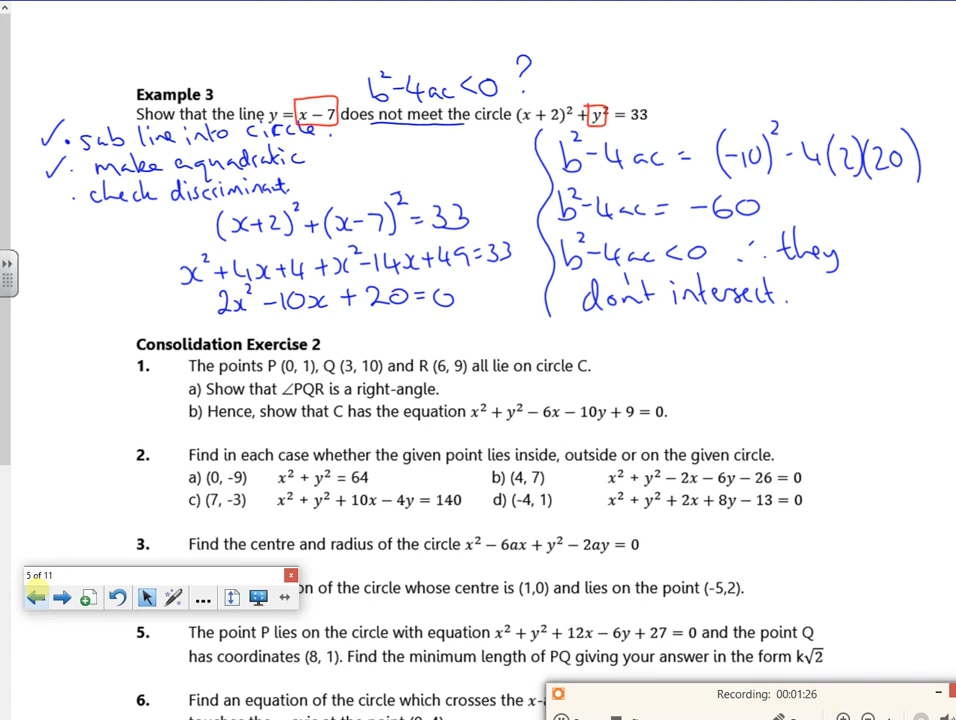 b²-4ac<0 ?
Example 3
Show that the line y = x − 7 does not meet the circle (x + 2)² + y² = 33
✓ · sub line into circle.
✓ · make a quadratic
· check discriminat.
(x+2)² + (x-7)² = 33
x² + 4x + 4 + x² - 14x + 49 = 33
2x² - 10x + 20 = 0
b² - 4ac = (-10)² - 4(2)(20)
b² - 4ac = -60
b² - 4ac < 0 ∴ they
don't intersect.
Consolidation Exercise 2
1. The points P (0, 1), Q (3, 10) and R (6, 9) all lie on circle C.
a) Show that ∠PQR is a right-angle.
b) Hence, show that C has the equation x² + y² − 6x − 10y + 9 = 0.
2. Find in each case whether the given point lies inside, outside or on the given circle.
a) (0, -9) x² + y² = 64 b) (4, 7) x² + y² − 2x − 6y − 26 = 0
c) (7, -3) x² + y² + 10x − 4y = 140 d) (-4, 1) x² + y² + 2x + 8y − 13 = 0
3. Find the centre and radius of the circle x² − 6ax + y² − 2ay = 0
5 of 11
on of the circle whose centre is (1,0) and lies on the point (-5,2).
5. The point P lies on the circle with equation x² + y² + 12x − 6y + 27 = 0 and the point Q
has coordinates (8, 1). Find the minimum length of PQ giving your answer in the form k√2
Recording: 00:01:26
6. Find an equation of the circle which crosses the x-